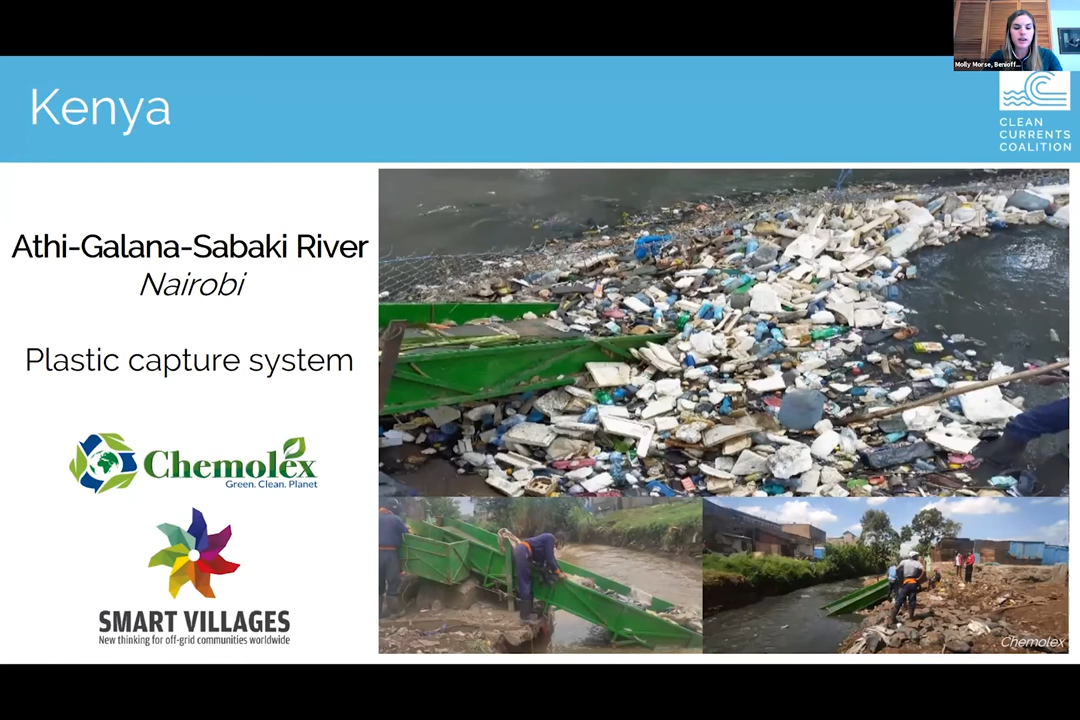 Molly Morse, Benioff...
Kenya
CLEAN
CURRENTS
COALITION
Athi-Galana-Sabaki River
Nairobi
Plastic capture system
Chemolex
Green. Clean. Planet
SMART VILLAGES
New thinking for off-grid communities worldwide
Chemolex